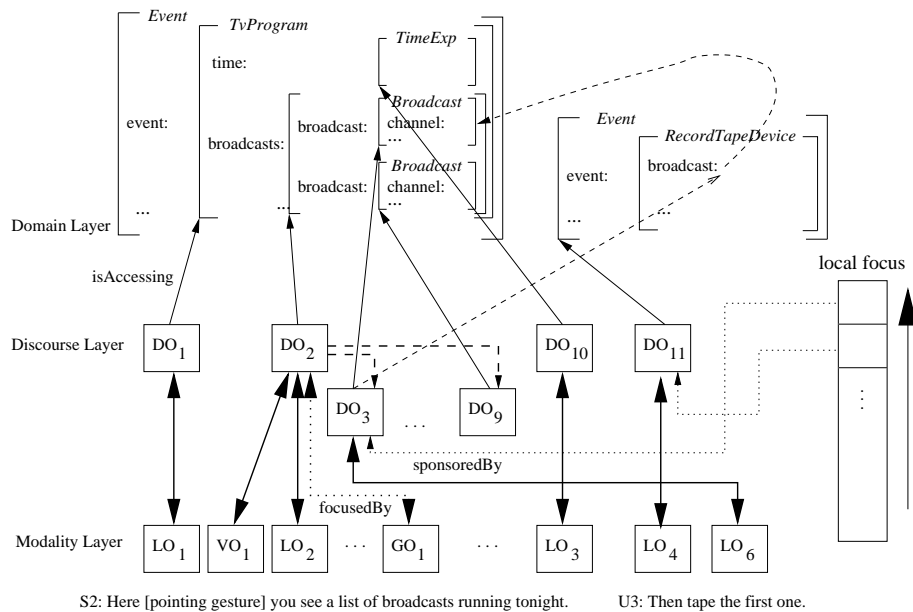 Event
TvProgram
TimeExp
time:
Broadcast
event:
broadcasts:
broadcast:
channel:
...
Broadcast
broadcast:
channel:
...
...
...
Event
RecordTapeDevice
event:
broadcast:
...
...
Domain Layer
isAccessing
local focus
Discourse Layer
DO1
DO2
DO10
DO11
DO3
...
DO9
...
sponsoredBy
focusedBy
Modality Layer
LO1
VO1
LO2
...
GO1
...
LO3
LO4
LO6
S2: Here [pointing gesture] you see a list of broadcasts running tonight.
U3: Then tape the first one.